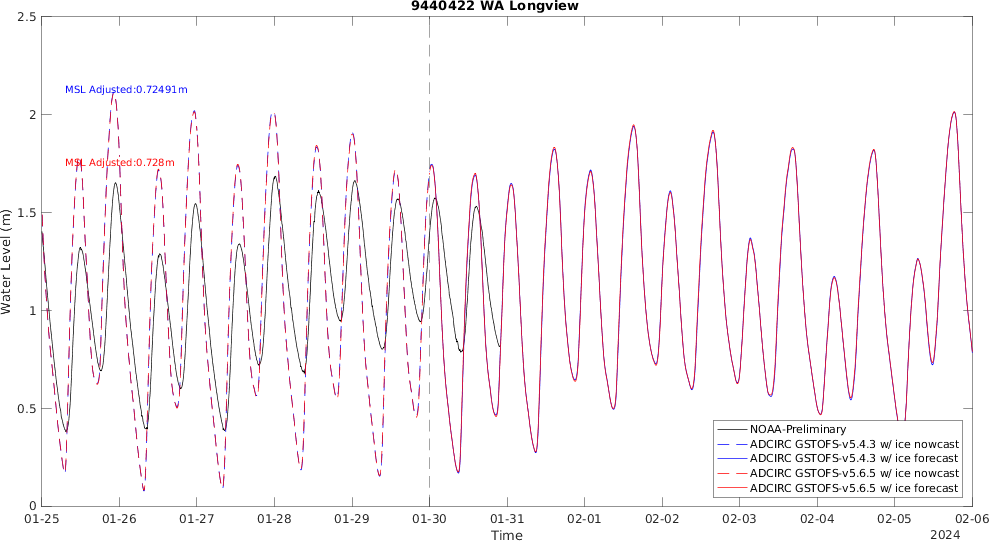 9440422 WA Longview
2.5
2
1.5
1
0.5
0
Water Level (m)
MSL Adjusted:0.72491m
MSL Adjusted:0.728m
NOAA-Preliminary
ADCIRC GSTOFS-v5.4.3 w/ ice nowcast
ADCIRC GSTOFS-v5.4.3 w/ ice forecast
ADCIRC GSTOFS-v5.6.5 w/ ice nowcast
ADCIRC GSTOFS-v5.6.5 w/ ice forecast
01-25 01-26 01-27 01-28 01-29 01-30 01-31 02-01 02-02 02-03 02-04 02-05 02-06
Time
2024